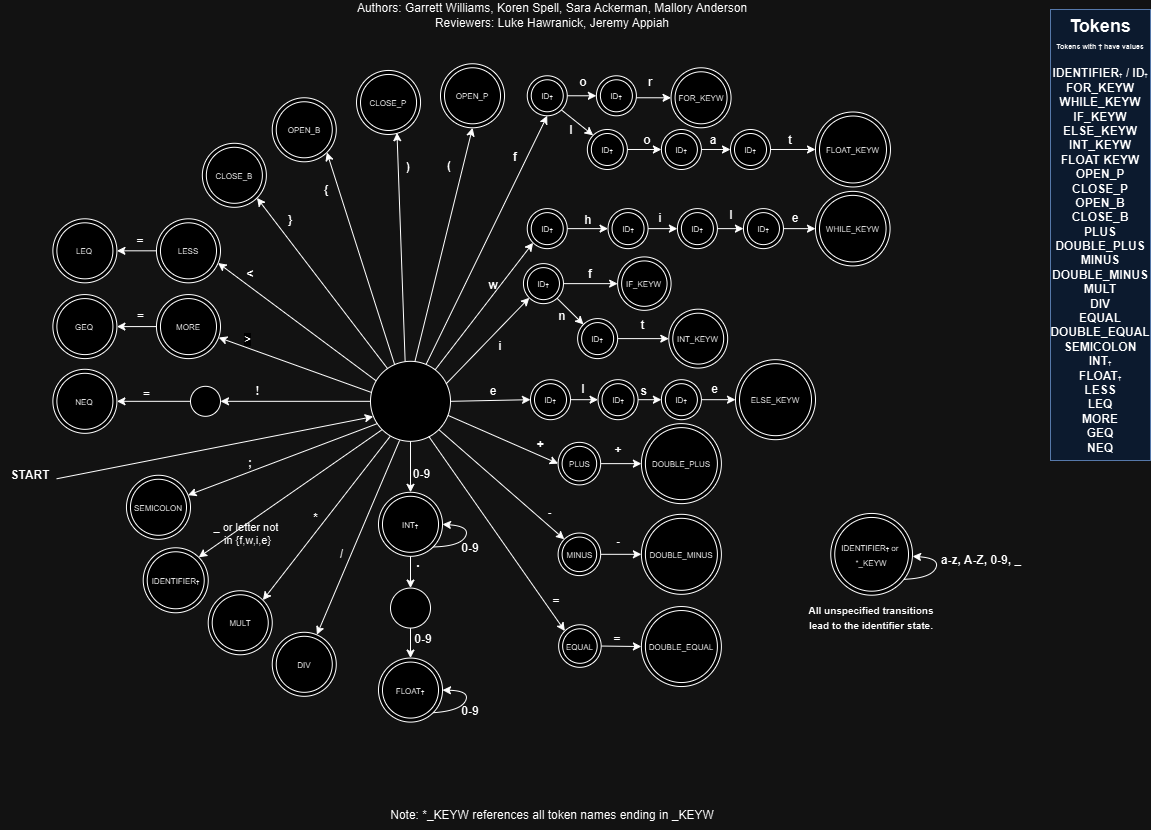 Authors: Garrett Williams, Koren Spell, Sara Ackerman, Mallory Anderson
Reviewers: Luke Hawranick, Jeremy Appiah
Tokens
Tokens with † have values
IDENTIFIER† / ID†
FOR_KEYW
WHILE_KEYW
IF_KEYW
ELSE_KEYW
INT_KEYW
FLOAT KEYW
OPEN_P
CLOSE_P
OPEN_B
CLOSE_B
PLUS
DOUBLE_PLUS
MINUS
DOUBLE_MINUS
MULT
DIV
EQUAL
DOUBLE_EQUAL
SEMICOLON
INT†
FLOAT†
LESS
LEQ
MORE
GEQ
NEQ
CLOSE_P
OPEN_P
OPEN_B
CLOSE_B
)
(
{
}
f
ID† o ID† r FOR_KEYW
l ID† o ID† a ID† t FLOAT_KEYW
w
ID† h ID† i ID† l ID† e WHILE_KEYW
i
ID† f IF_KEYW
n ID† t INT_KEYW
LEQ = LESS <
GEQ = MORE >
NEQ = !
e ID† l ID† s ID† e ELSE_KEYW
START
+ PLUS + DOUBLE_PLUS
- MINUS - DOUBLE_MINUS
= EQUAL = DOUBLE_EQUAL
;
SEMICOLON
_ or letter not
in {f,w,i,e}
IDENTIFIER†
*
MULT
/
DIV
0-9
INT†
0-9
.
0-9
FLOAT†
0-9
IDENTIFIER† or
*_KEYW
a-z, A-Z, 0-9, _
All unspecified transitions
lead to the identifier state.
Note: *_KEYW references all token names ending in _KEYW